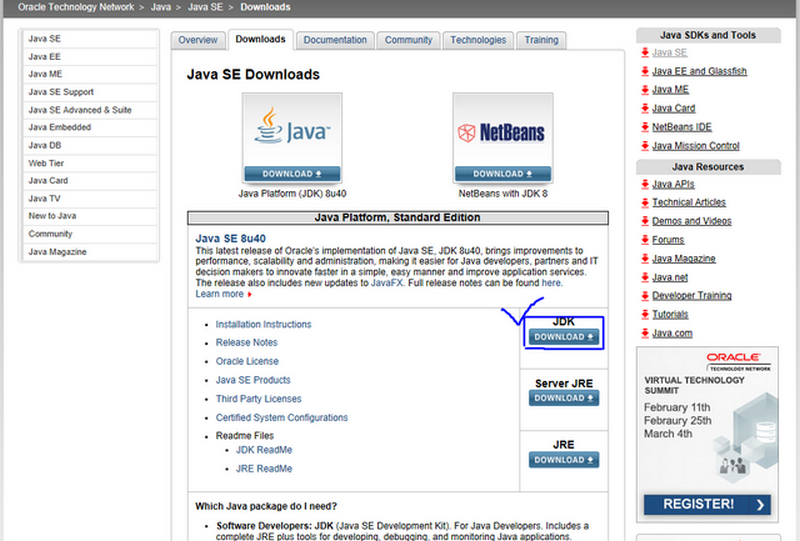 Oracle Technology Network > Java > Java SE > Downloads
Java SE
Java EE
Java ME
Java SE Support
Java SE Advanced & Suite
Java Embedded
Java DB
Web Tier
Java Card
Java TV
New to Java
Community
Java Magazine
Overview Downloads Documentation Community Technologies Training
Java SE Downloads
Java™
NetBeans
DOWNLOAD
DOWNLOAD
Java Platform (JDK) 8u40
NetBeans with JDK 8
Java Platform, Standard Edition
Java SE 8u40
This latest release of Oracle's implementation of Java SE, JDK 8u40, brings improvements to
performance, scalability and administration, making it easier for Java developers, partners and IT
decision makers to innovate faster in a simple, easy manner and improve application services.
The release also includes new updates to JavaFX. Full release notes can be found here.
Learn more
Installation Instructions
Release Notes
Oracle License
Java SE Products
Third Party Licenses
Certified System Configurations
Readme Files
JDK ReadMe
JRE ReadMe
JDK
DOWNLOAD
Server JRE
DOWNLOAD
JRE
DOWNLOAD
Which Java package do I need?
Software Developers: JDK (Java SE Development Kit). For Java Developers. Includes a
complete JRE plus tools for developing, debugging, and monitoring Java applications.
Java SDKs and Tools
Java SE
Java EE and Glassfish
Java ME
Java Card
NetBeans IDE
Java Mission Control
Java Resources
Java APIs
Technical Articles
Demos and Videos
Forums
Java Magazine
Java.net
Developer Training
Tutorials
Java.com
ORACLE
TECHNOLOGY NETWORK
VIRTUAL TECHNOLOGY
SUMMIT
February 11th
Febraury 25th
March 4th
REGISTER!